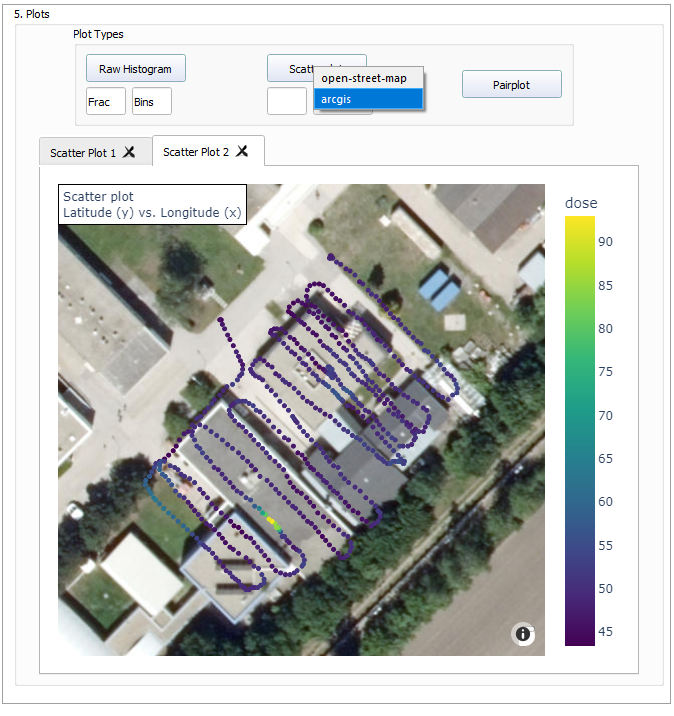 5. Plots
Plot Types
Raw Histogram
open-street-map
Pairplot
Frac
Bins
arcgis
Scatter Plot 1
Scatter Plot 2
Scatter plot
Latitude (y) vs. Longitude (x)
dose
90
85
80
75
70
65
60
55
50
45